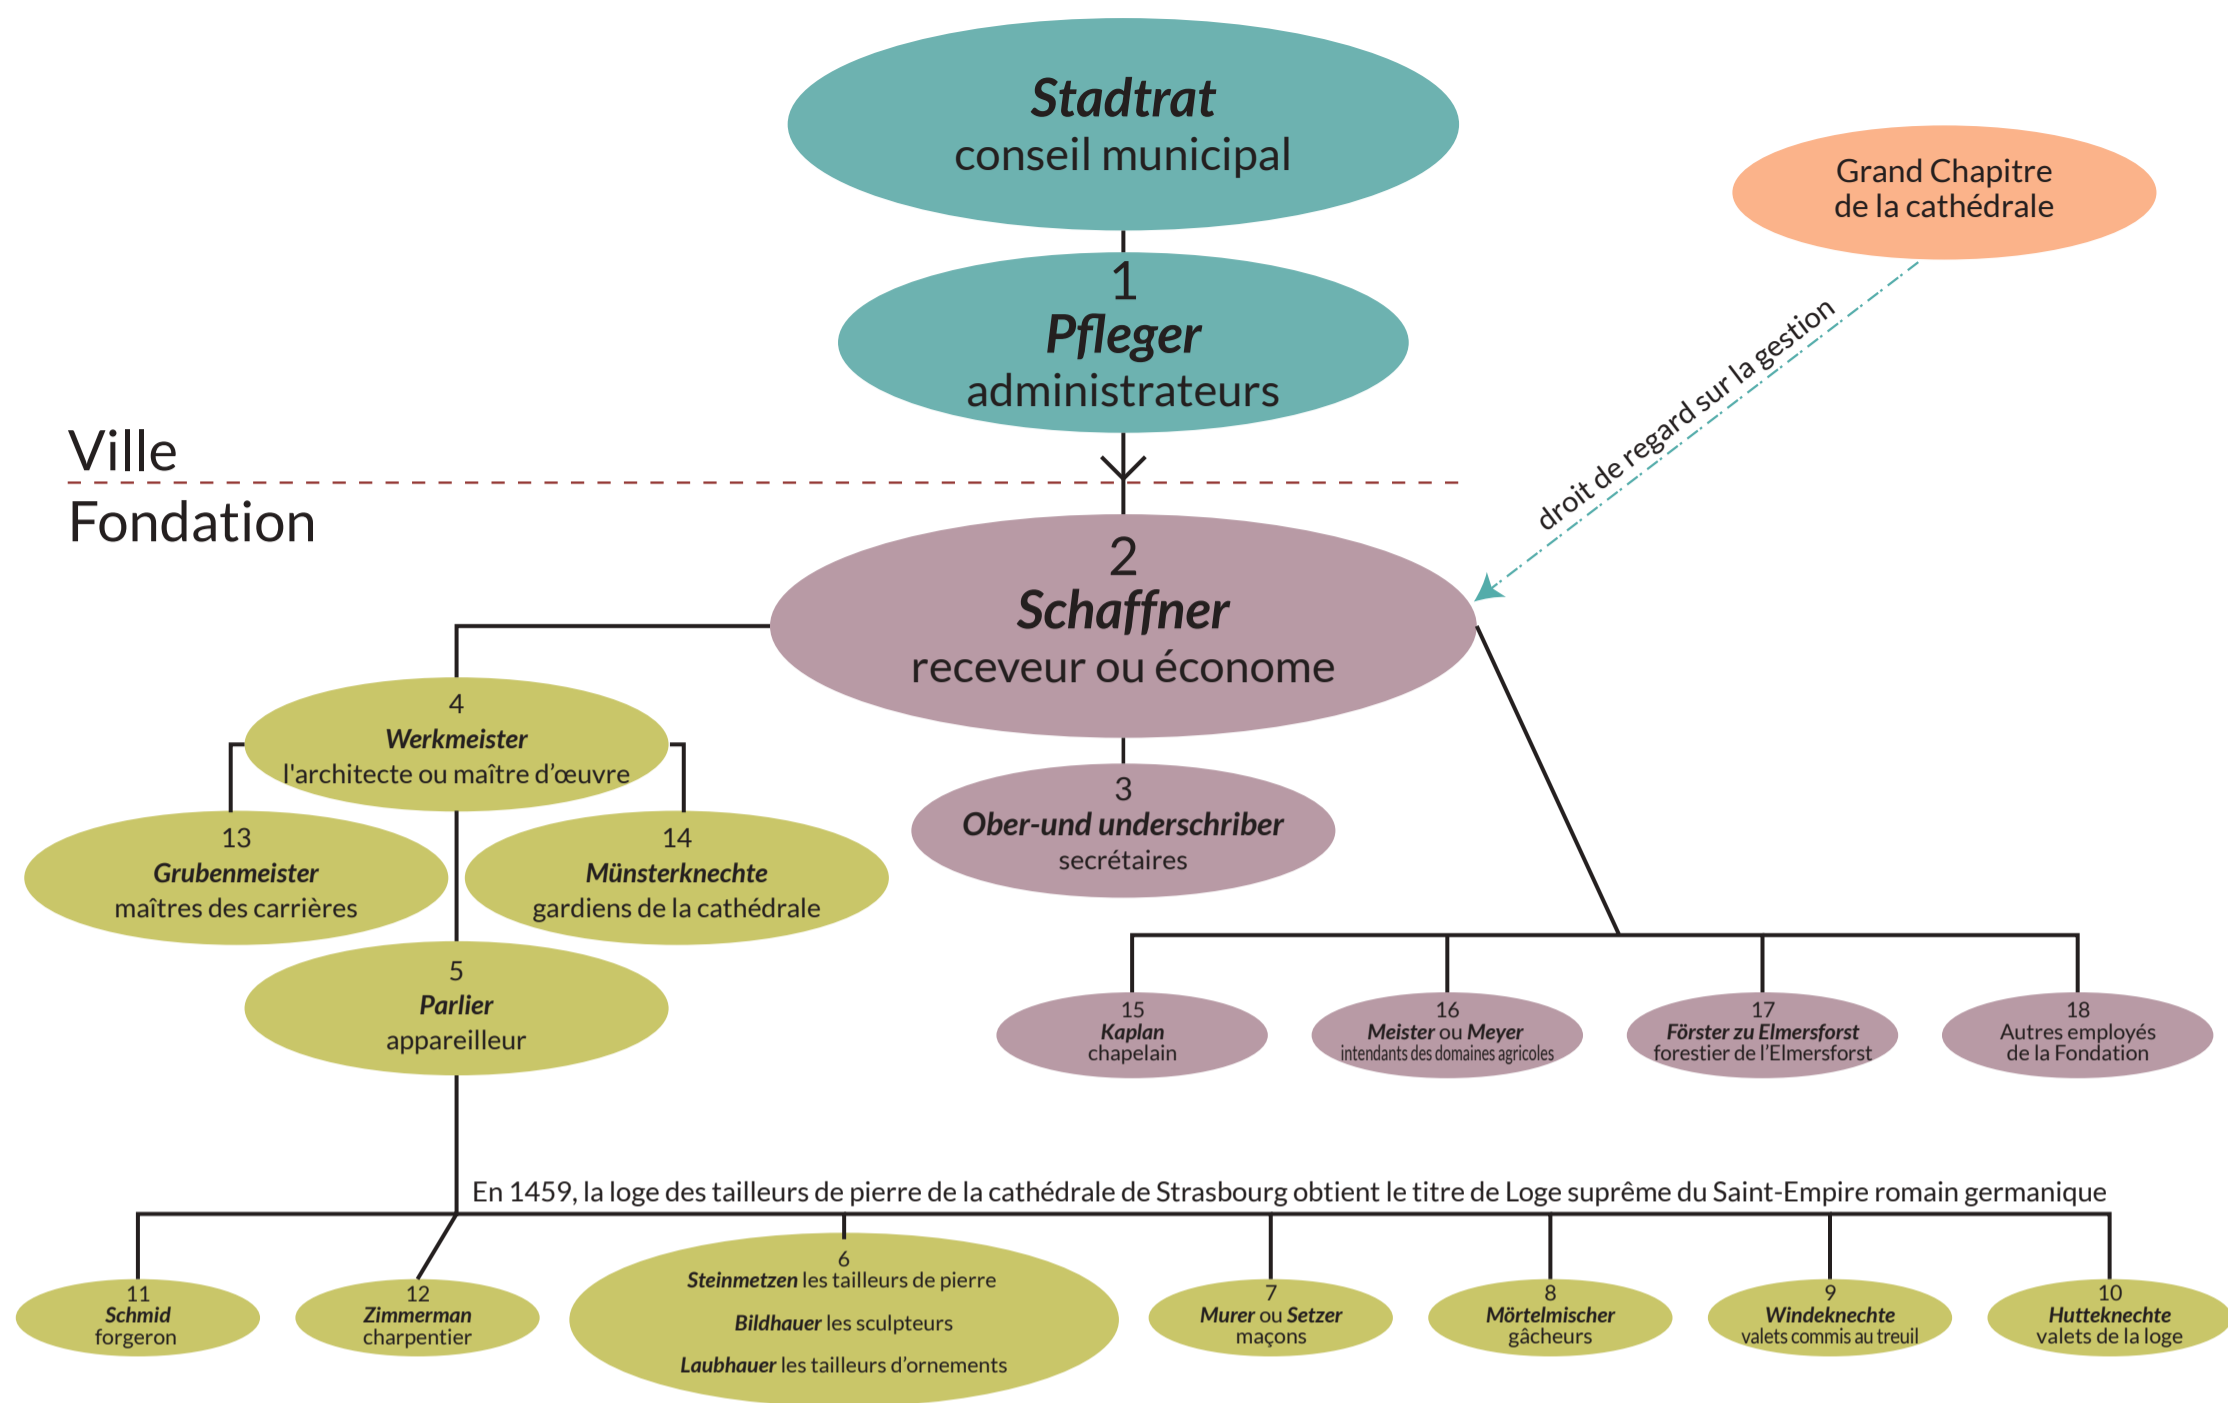 Stadtrat
conseil municipal
Grand Chapitre
de la cathédrale
1
Pfleger
administrateurs
droit de regard sur la gestion
Ville
Fondation
2
Schaffner
receveur ou économe
4
Werkmeister
l'architecte ou maître d’œuvre
3
Ober-und underschriber
secrétaires
13
Grubenmeister
maîtres des carrières
14
Münsterknechte
gardiens de la cathédrale
5
Parlier
appareilleur
15
Kaplan
chapelain
16
Meister ou Meyer
intendants des domaines agricoles
17
Förster zu Elmersforst
forestier de l’Elmersforst
18
Autres employés
de la Fondation
En 1459, la loge des tailleurs de pierre de la cathédrale de Strasbourg obtient le titre de Loge suprême du Saint-Empire romain germanique
11
Schmid
forgeron
12
Zimmerman
charpentier
6
Steinmetzen les tailleurs de pierre
Bildhauer les sculpteurs
Laubhauer les tailleurs d’ornements
7
Murer ou Setzer
maçons
8
Mörtelmischer
gâcheurs
9
Windeknechte
valets commis au treuil
10
Hutteknechte
valets de la loge